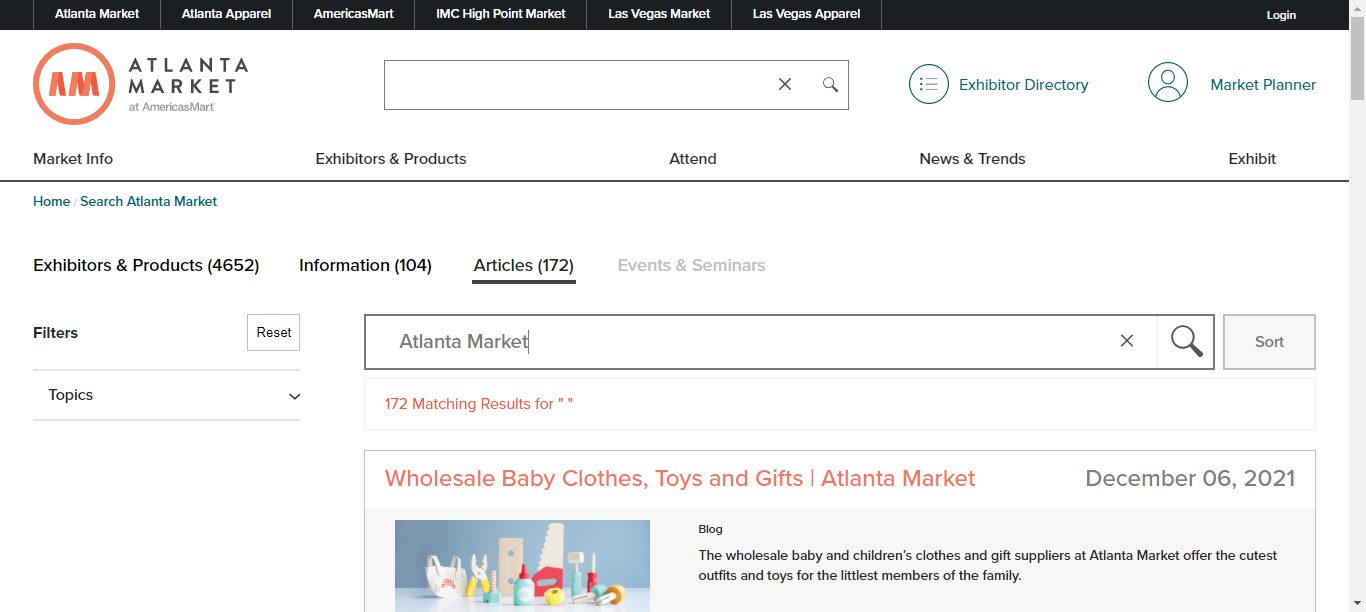 Atlanta Market
Atlanta Apparel
AmericasMart
IMC High Point Market
Las Vegas Market
Las Vegas Apparel
Login
AM
ATLANTA
MARKET
at AmericasMart
Exhibitor Directory
Market Planner
Market Info
Exhibitors & Products
Attend
News & Trends
Exhibit
Home / Search Atlanta Market
Exhibitors & Products (4652)
Information (104)
Articles (172)
Events & Seminars
Filters
Reset
Topics
Atlanta Market
Sort
172 Matching Results for " "
Wholesale Baby Clothes, Toys and Gifts | Atlanta Market
December 06, 2021
Blog
The wholesale baby and children's clothes and gift suppliers at Atlanta Market offer the cutest
outfits and toys for the littlest members of the family.